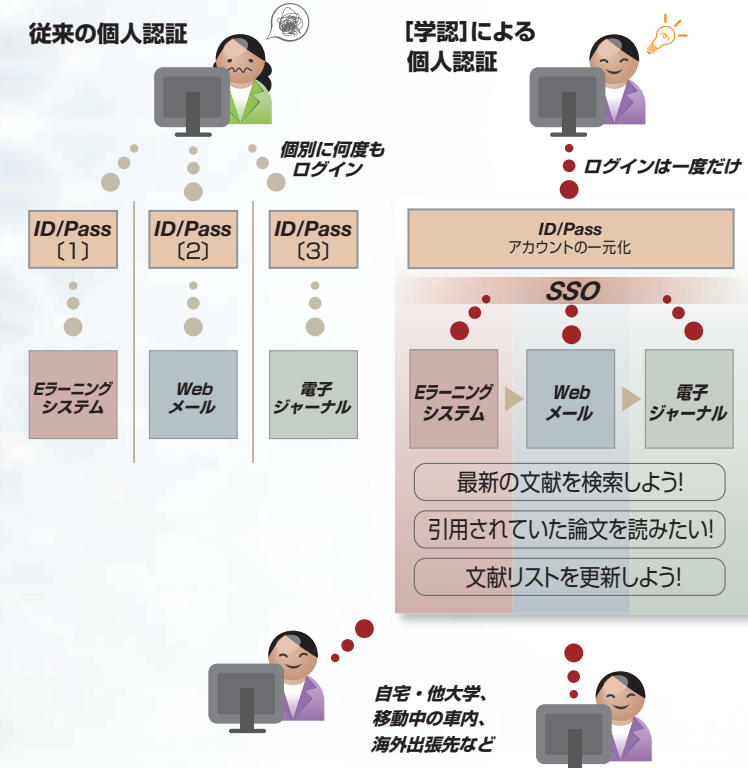 従来の個人認証
個別に何度も
ログイン
ID/Pass
〔1〕
ID/Pass
〔2〕
ID/Pass
〔3〕
Eラーニング
システム
Web
メール
電子
ジャーナル
[学認]による
個人認証
ログインは一度だけ
ID/Pass
アカウントの一元化
SSO
Eラーニング
システム
Web
メール
電子
ジャーナル
最新の文献を検索しよう!
引用されていた論文を読みたい!
文献リストを更新しよう!
自宅・他大学、
移動中の車内、
海外出張先など